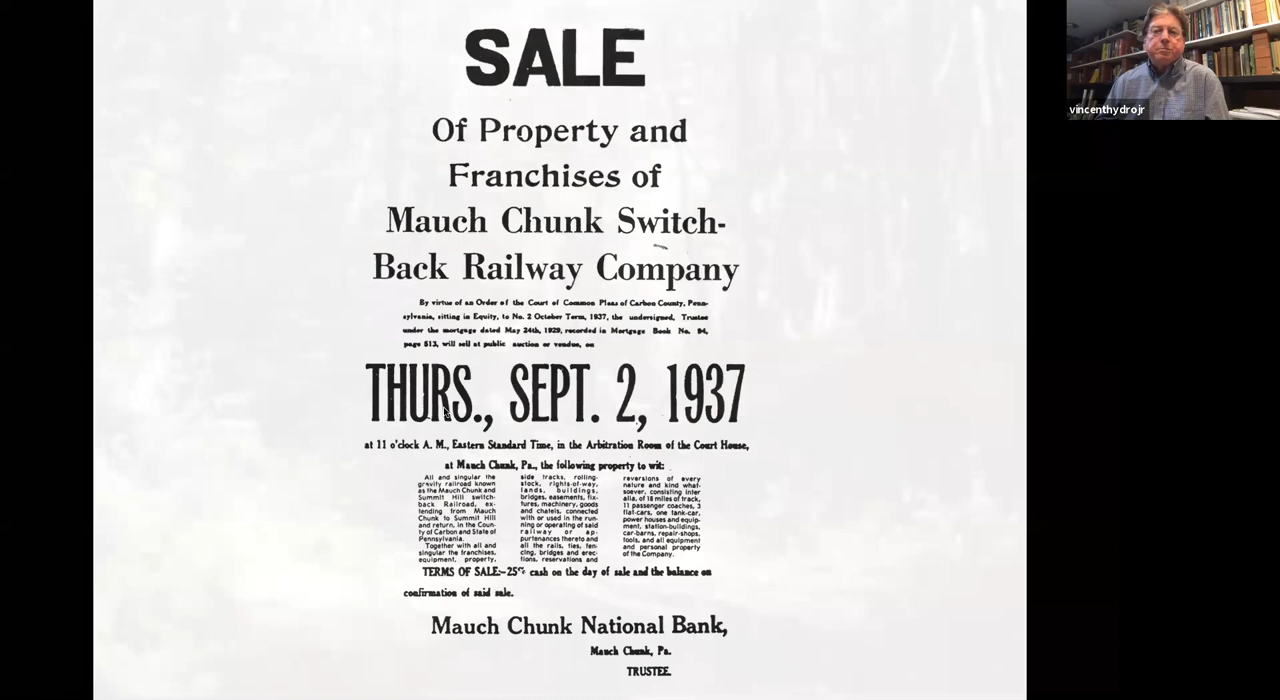 SALE
Of Property and
Franchises of
Mauch Chunk Switch-
Back Railway Company
By virtue of an Order of the Court of Common Pleas of Carbon County, Penn-
sylvania, sitting in Equity, to No. 2 October Term, 1937, the undersigned, Trustee
under the mortgage dated May 24th, 1929, recorded in Mortgage Book No. 94,
page 513, will sell at public auction or vendue, on
THURS., SEPT. 2, 1937
at 11 o'clock A. M., Eastern Standard Time, in the Arbitration Room of the Court House,
at Mauch Chunk, Pa., the following property to wit:
All and singular the
gravity railroad known
as the Mauch Chunk and
Summit Hill switch-
back Railroad, ex-
tending from Mauch
Chunk to Summit Hill
and return, in the Coun-
ty of Carbon and State of
Pennsylvania.
Together with all and
singular the franchises,
equipment, property,
side tracks, rolling-
stock, rights-of-way,
lands, buildings,
bridges, easements, fix-
tures, machinery, goods
and chatels, connected
with or used in the run-
ning or operating of said
railway or ap-
purtenances thereto and
all the rails, ties, fen-
cing, bridges and erec-
tions, reservations and
reversions of every
nature and kind what-
soever, consisting inter
alia, of 18 miles of track,
11 passenger coaches, 3
flat-cars, one tank-car,
power houses and equip-
ment, station-buildings,
car-barns, repair-shops,
tools, and all equipment
and personal property
of the Company.
TERMS OF SALE:-25% cash on the day of sale and the balance on
confirmation of said sale.
Mauch Chunk National Bank,
Mauch Chunk, Pa.
TRUSTEE
vincenthydrojr